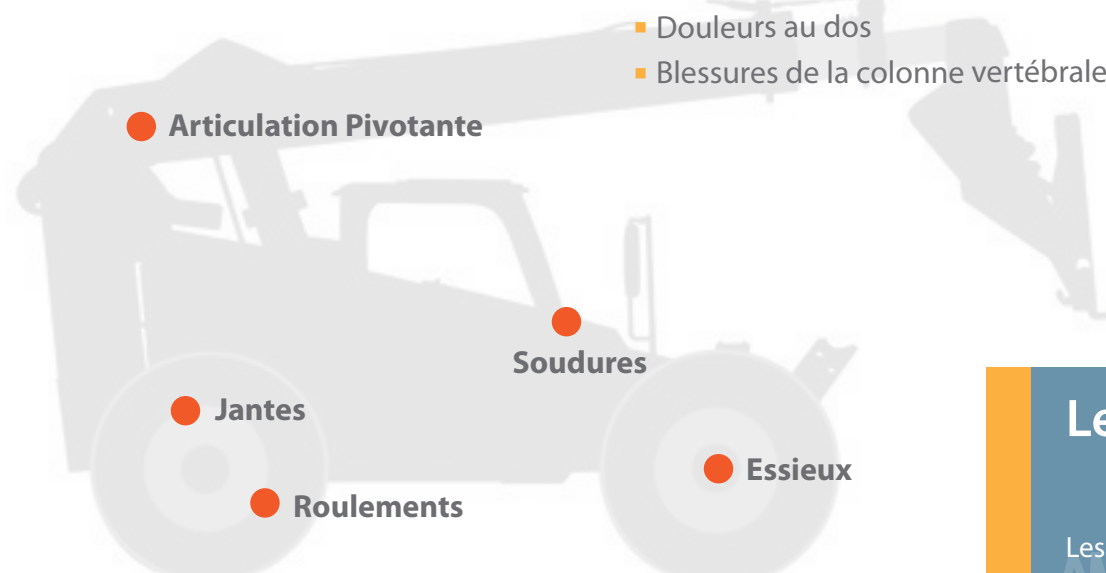 Douleurs au dos
Blessures de la colonne vertébrale
Articulation Pivotante
Soudures
Jantes
Essieux
Roulements
Le
Les